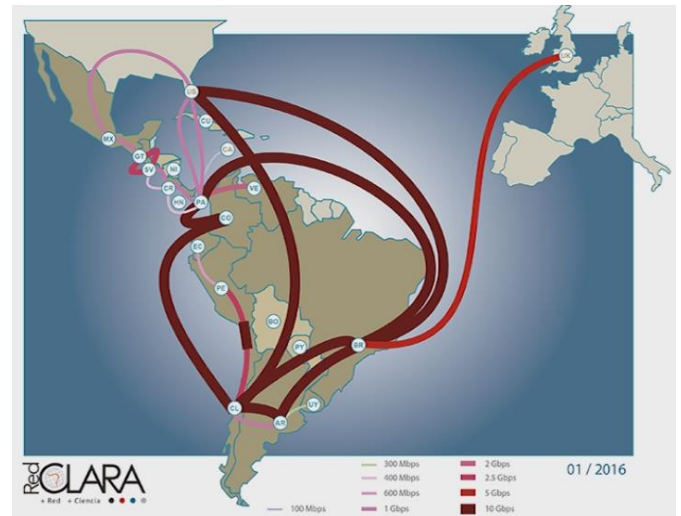 UK
US
CU
MX
CA
GT
SV
NI
CR
VE
HN
PA
CO
EC
PE
BO
PY
BR
CL
UY
AR
Red CLARA
+ Red + Ciencia
100 Mbps
300 Mbps
400 Mbps
600 Mbps
1 Gbps
2 Gbps
2.5 Gbps
5 Gbps
10 Gbps
01 / 2016